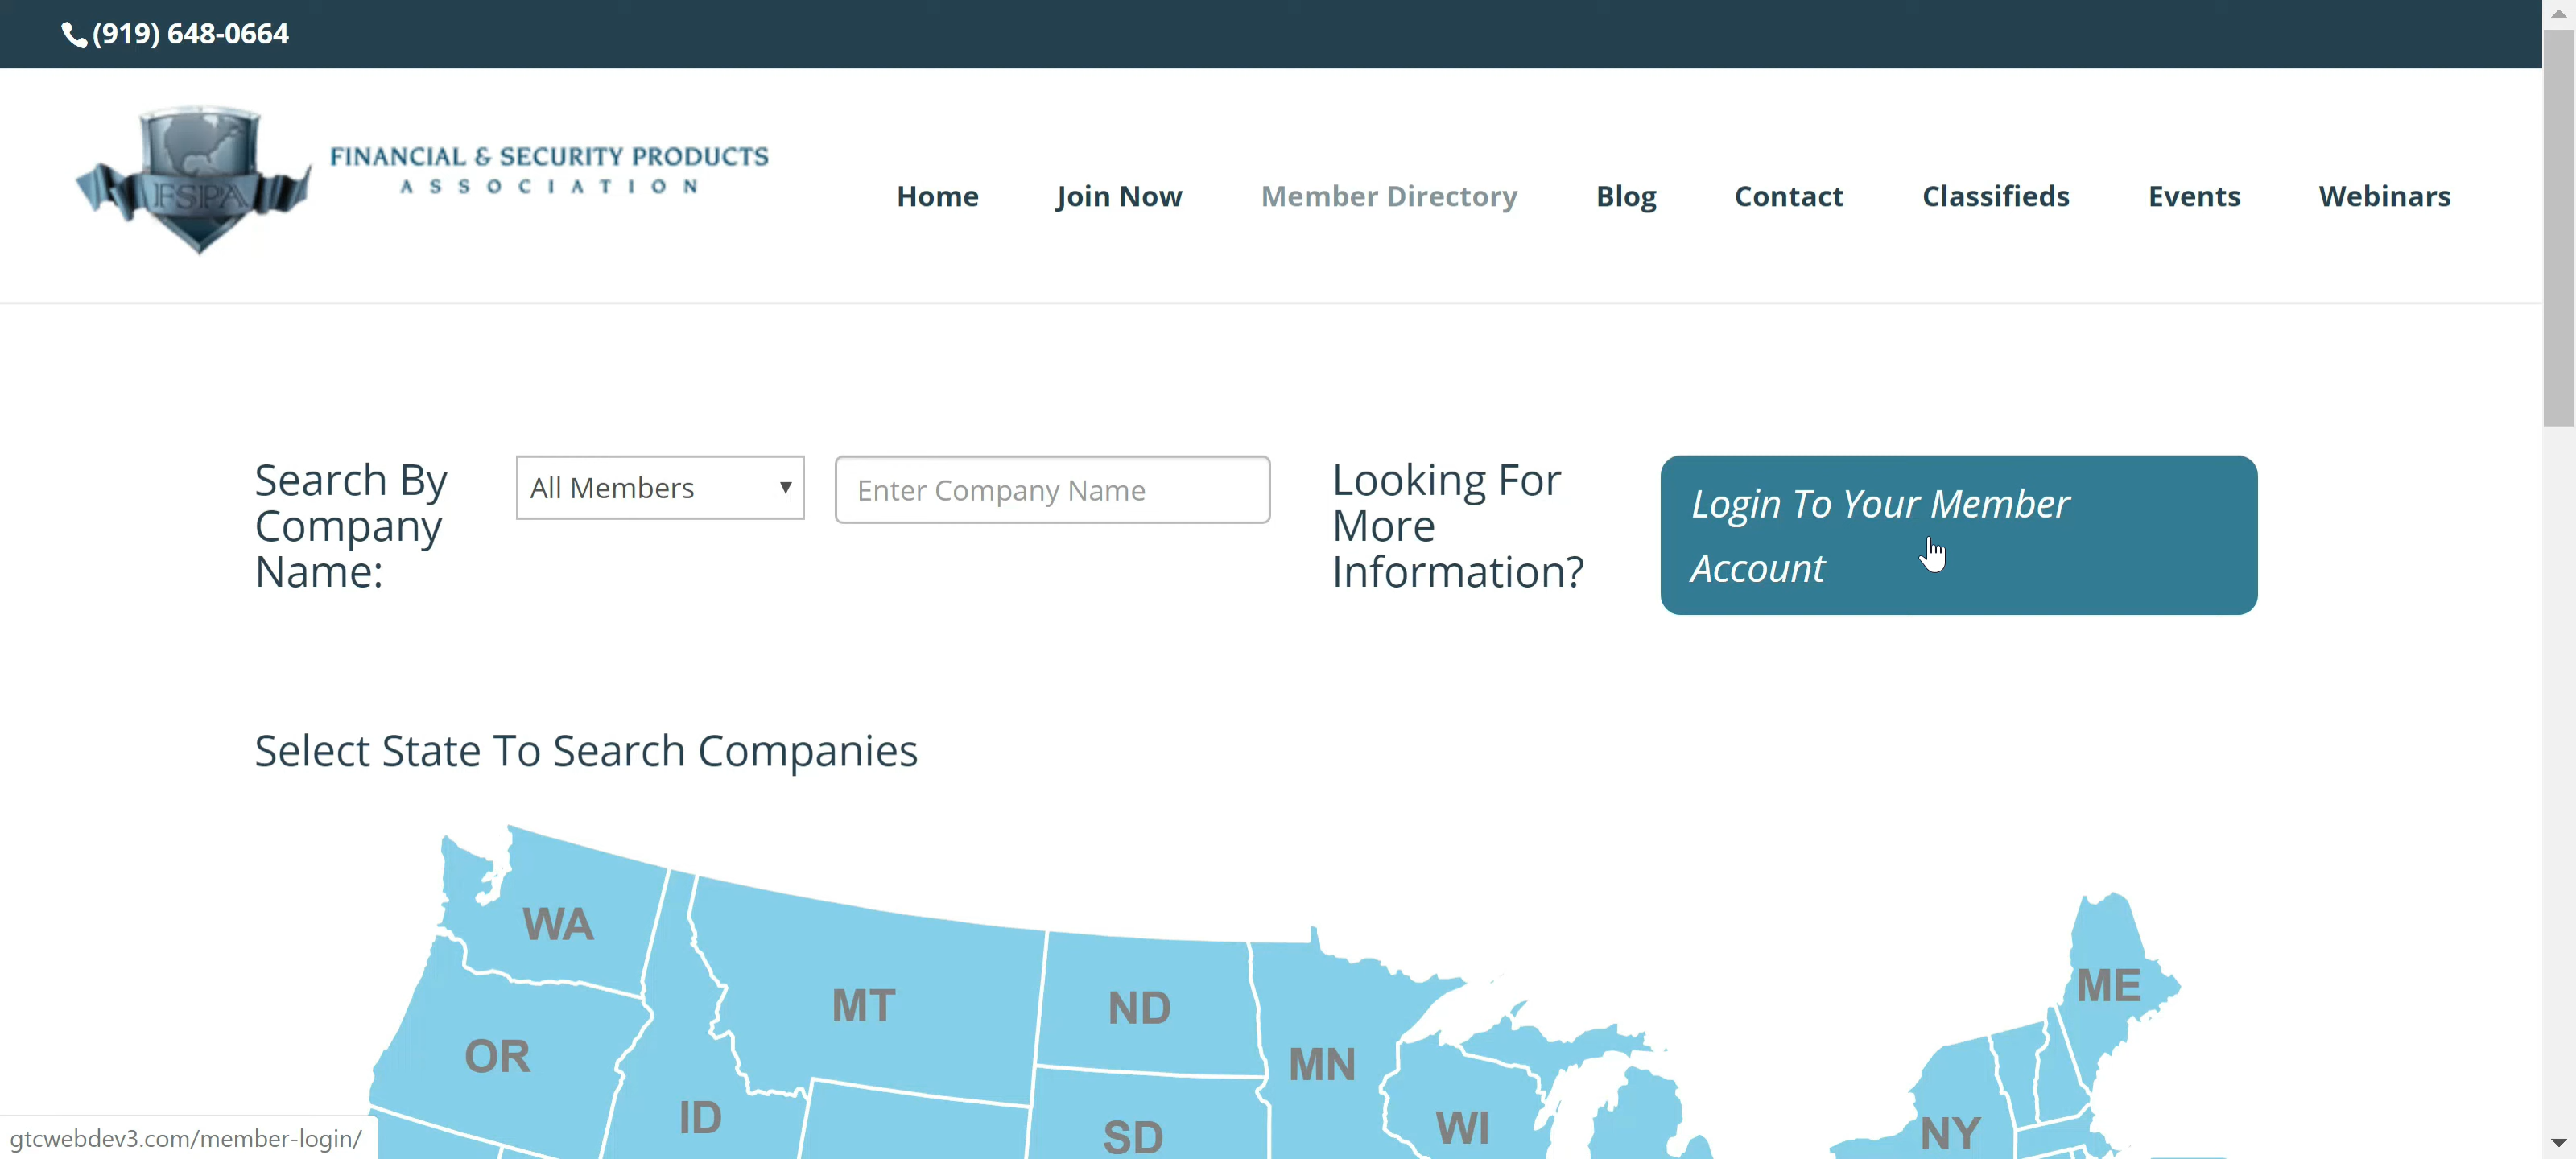 (919) 648-0664
FSPA
FINANCIAL & SECURITY PRODUCTS
ASSOCIATION
Home Join Now Member Directory Blog Contact Classifieds Events Webinars
Search By
Company
Name:
All Members
Enter Company Name
Looking For
More
Information?
Login To Your Member
Account
Select State To Search Companies
WA
MT
ND
ME
OR
MN
ID
SD
WI
NY
gtcwebdev3.com/member-login/